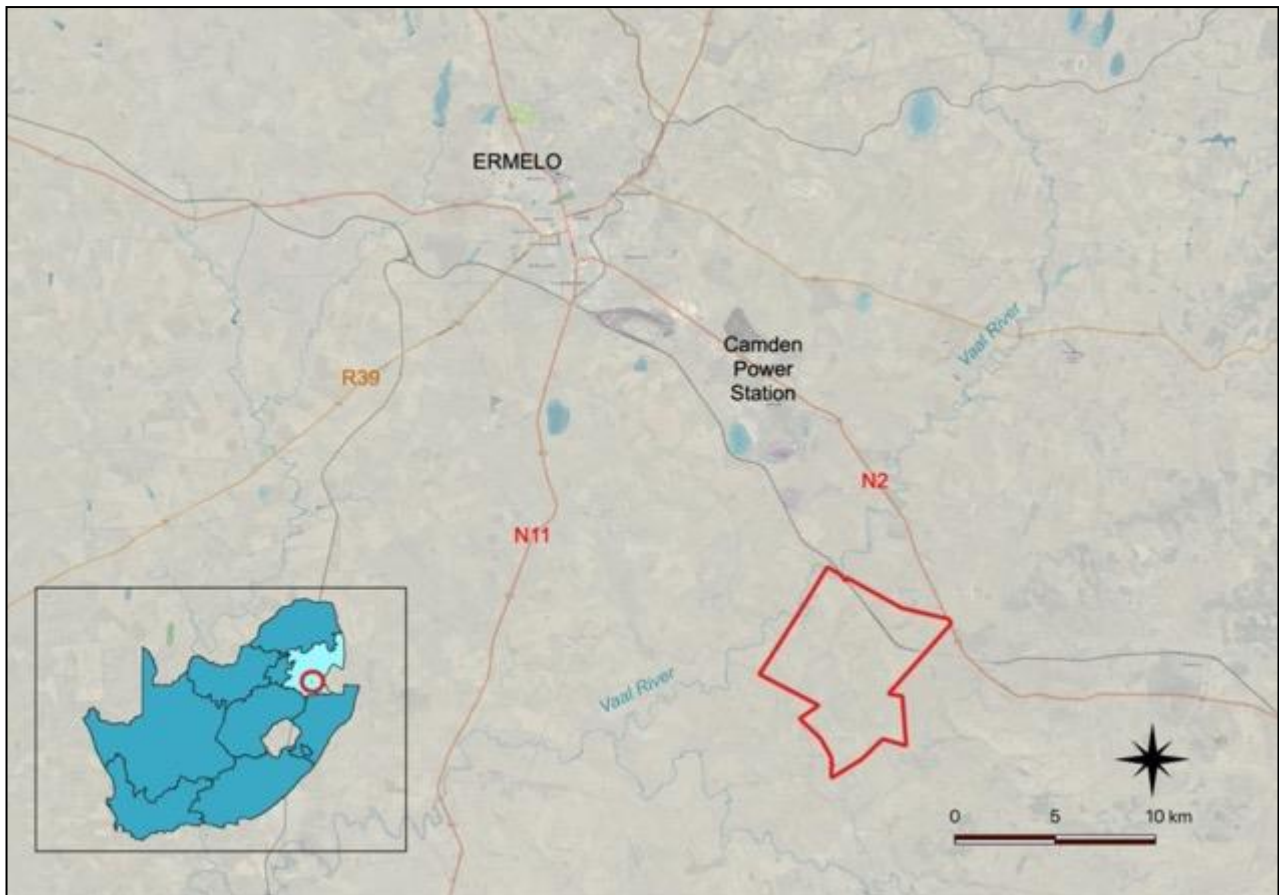 ERMELO
Vaal River
Camden
Power
Station
R39
N2
N11
Vaal River
0 5 10 km